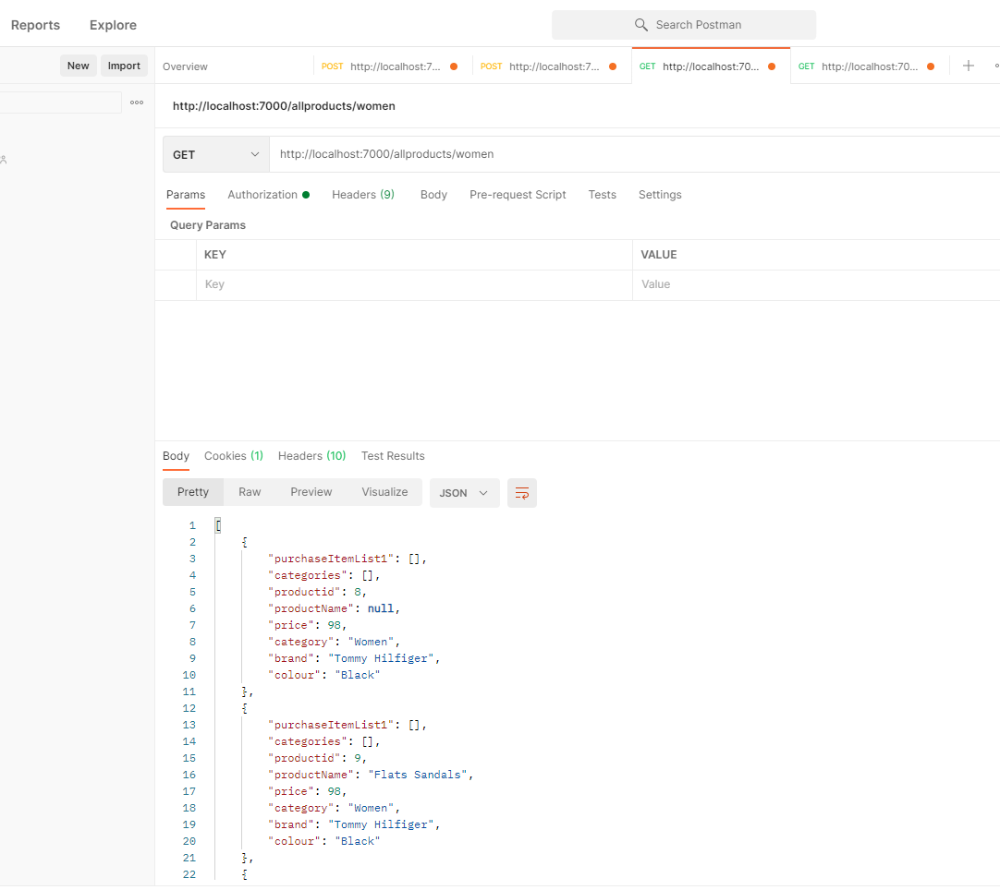 Reports Explore Search Postman
New Import Overview POST http://localhost:7... POST http://localhost:7... GET http://localhost:70... GET http://localhost:70...
http://localhost:7000/allproducts/women
GET http://localhost:7000/allproducts/women
Params Authorization Headers (9) Body Pre-request Script Tests Settings
Query Params
KEY VALUE
Key Value
Body Cookies (1) Headers (10) Test Results
Pretty Raw Preview Visualize JSON
1 [
2 {
3 "purchaseItemList1": [],
4 "categories": [],
5 "productid": 8,
6 "productName": null,
7 "price": 98,
8 "category": "Women",
9 "brand": "Tommy Hilfiger",
10 "colour": "Black"
11 },
12 {
13 "purchaseItemList1": [],
14 "categories": [],
15 "productid": 9,
16 "productName": "Flats Sandals",
17 "price": 98,
18 "category": "Women",
19 "brand": "Tommy Hilfiger",
20 "colour": "Black"
21 },
22 {